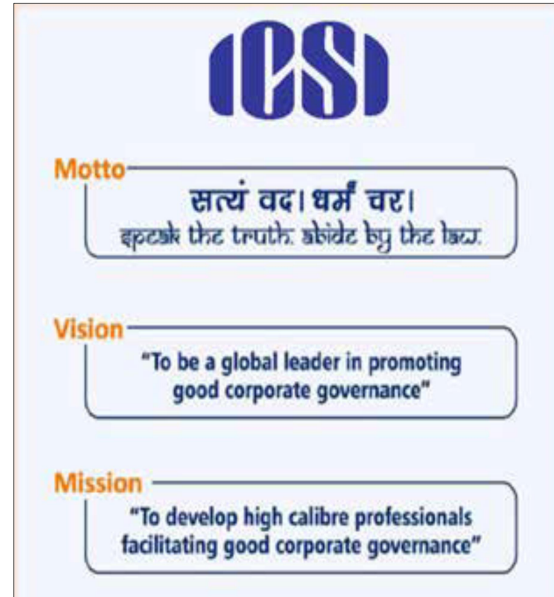 ICSI
Motto
सत्यं वद। धर्मं चर।
speak the truth. abide by the law.
Vision
“To be a global leader in promoting
good corporate governance”
Mission
“To develop high calibre professionals
facilitating good corporate governance”